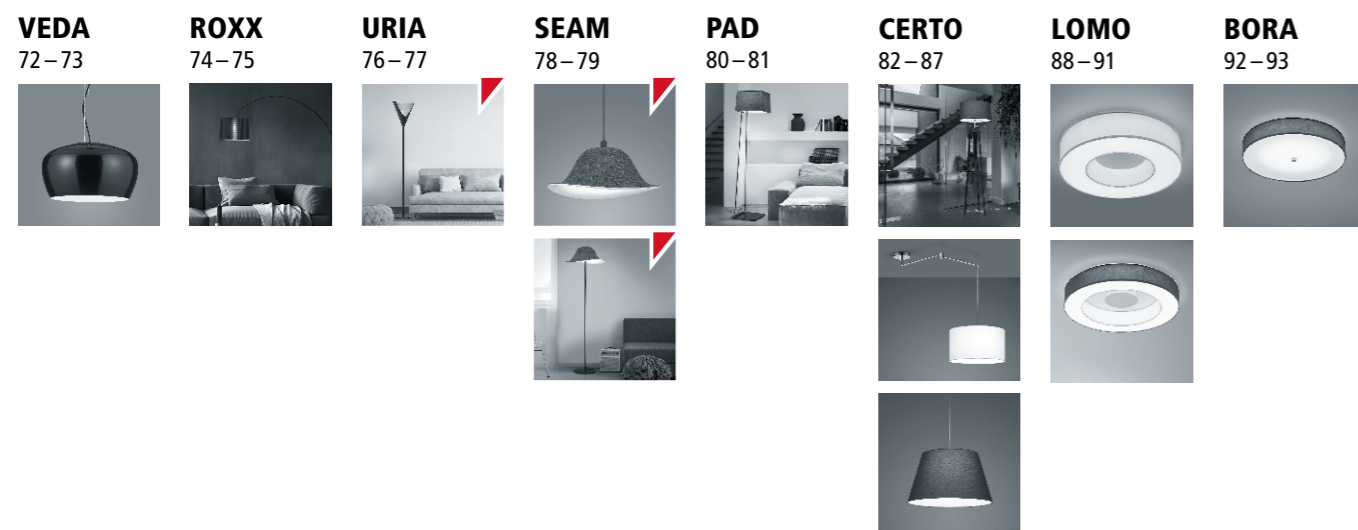 VEDA
72–73
ROXX
74–75
URIA
76–77
SEAM
78–79
PAD
80–81
CERTO
82–87
LOMO
88–91
BORA
92–93